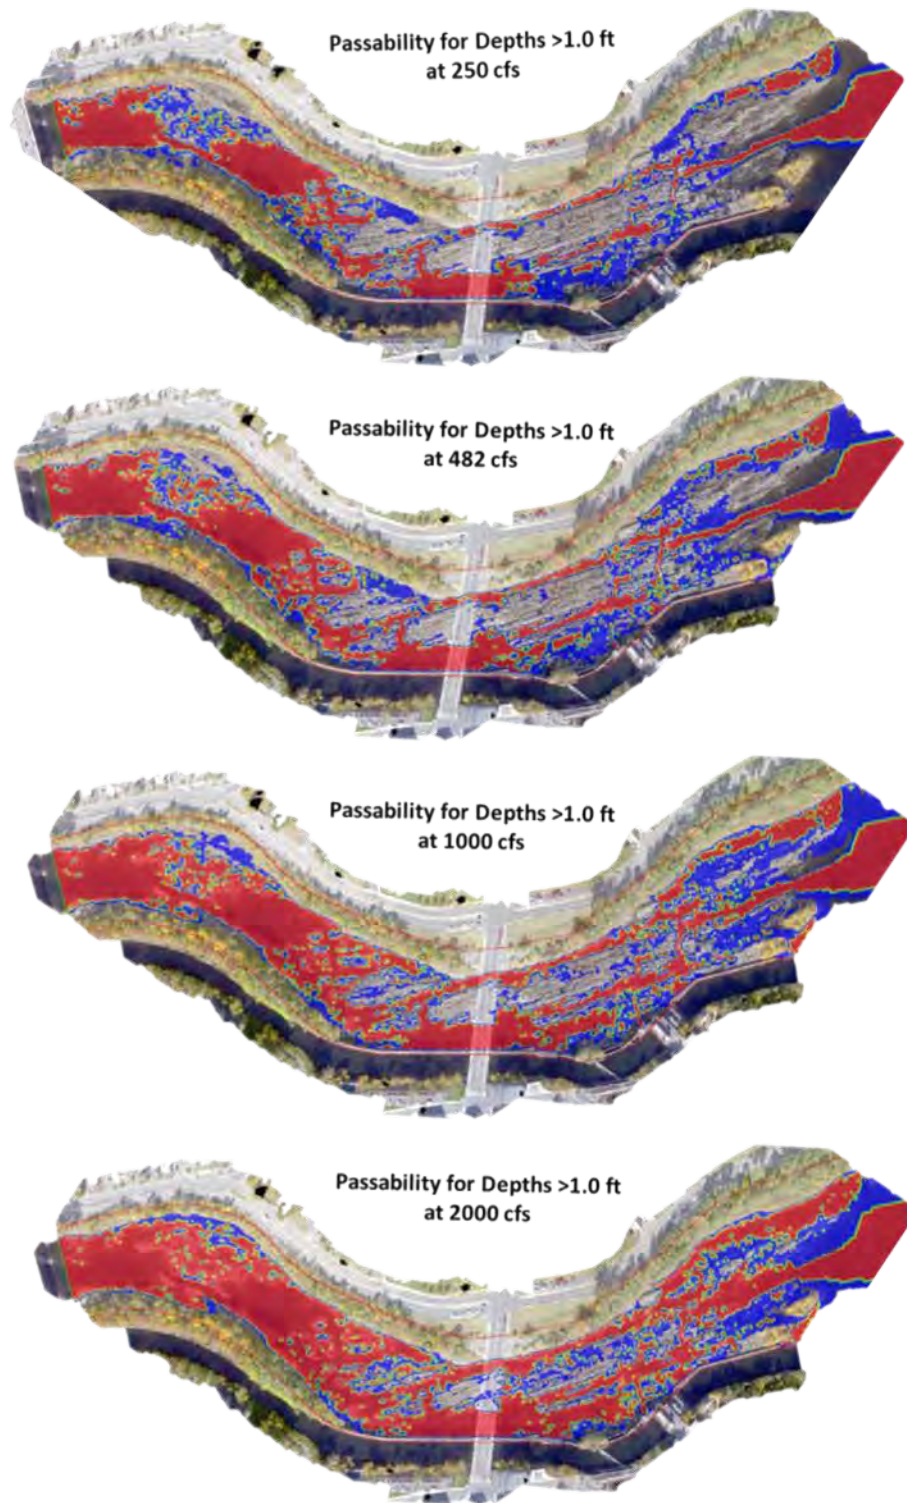 Passability for Depths >1.0 ft
at 250 cfs
Passability for Depths >1.0 ft
at 482 cfs
Passability for Depths >1.0 ft
at 1000 cfs
Passability for Depths >1.0 ft
at 2000 cfs